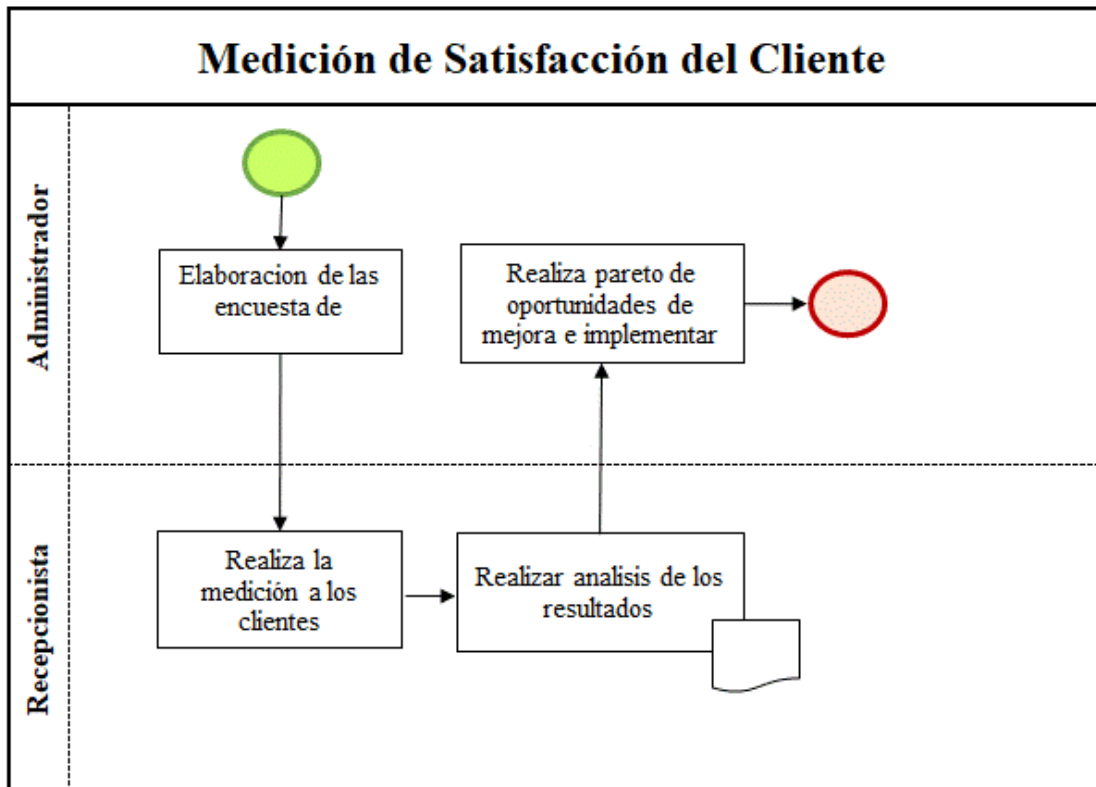 Medición de Satisfacción del Cliente
Administrador
Elaboracion de las
encuesta de
Realiza pareto de
oportunidades de
mejora e implementar
Recepcionista
Realiza la
medición a los
clientes
Realizar analisis de los
resultados